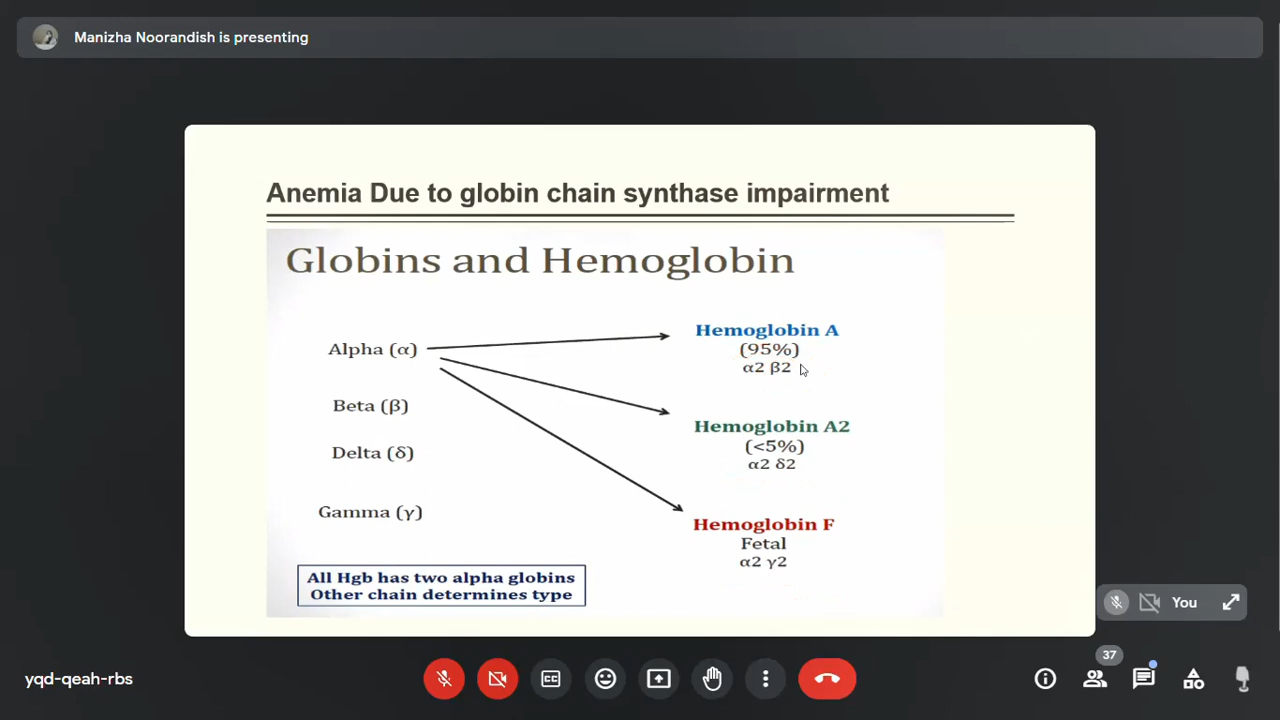 Manizha Noorandish is presenting
Anemia Due to globin chain synthase impairment
Globins and Hemoglobin
Alpha (α)
Beta (β)
Delta (δ)
Gamma (γ)
Hemoglobin A
(95%)
α2 β2
Hemoglobin A2
(<5%)
α2 δ2
Hemoglobin F
Fetal
α2 γ2
All Hgb has two alpha globins
Other chain determines type
You
yqd-qeah-rbs
CC
37